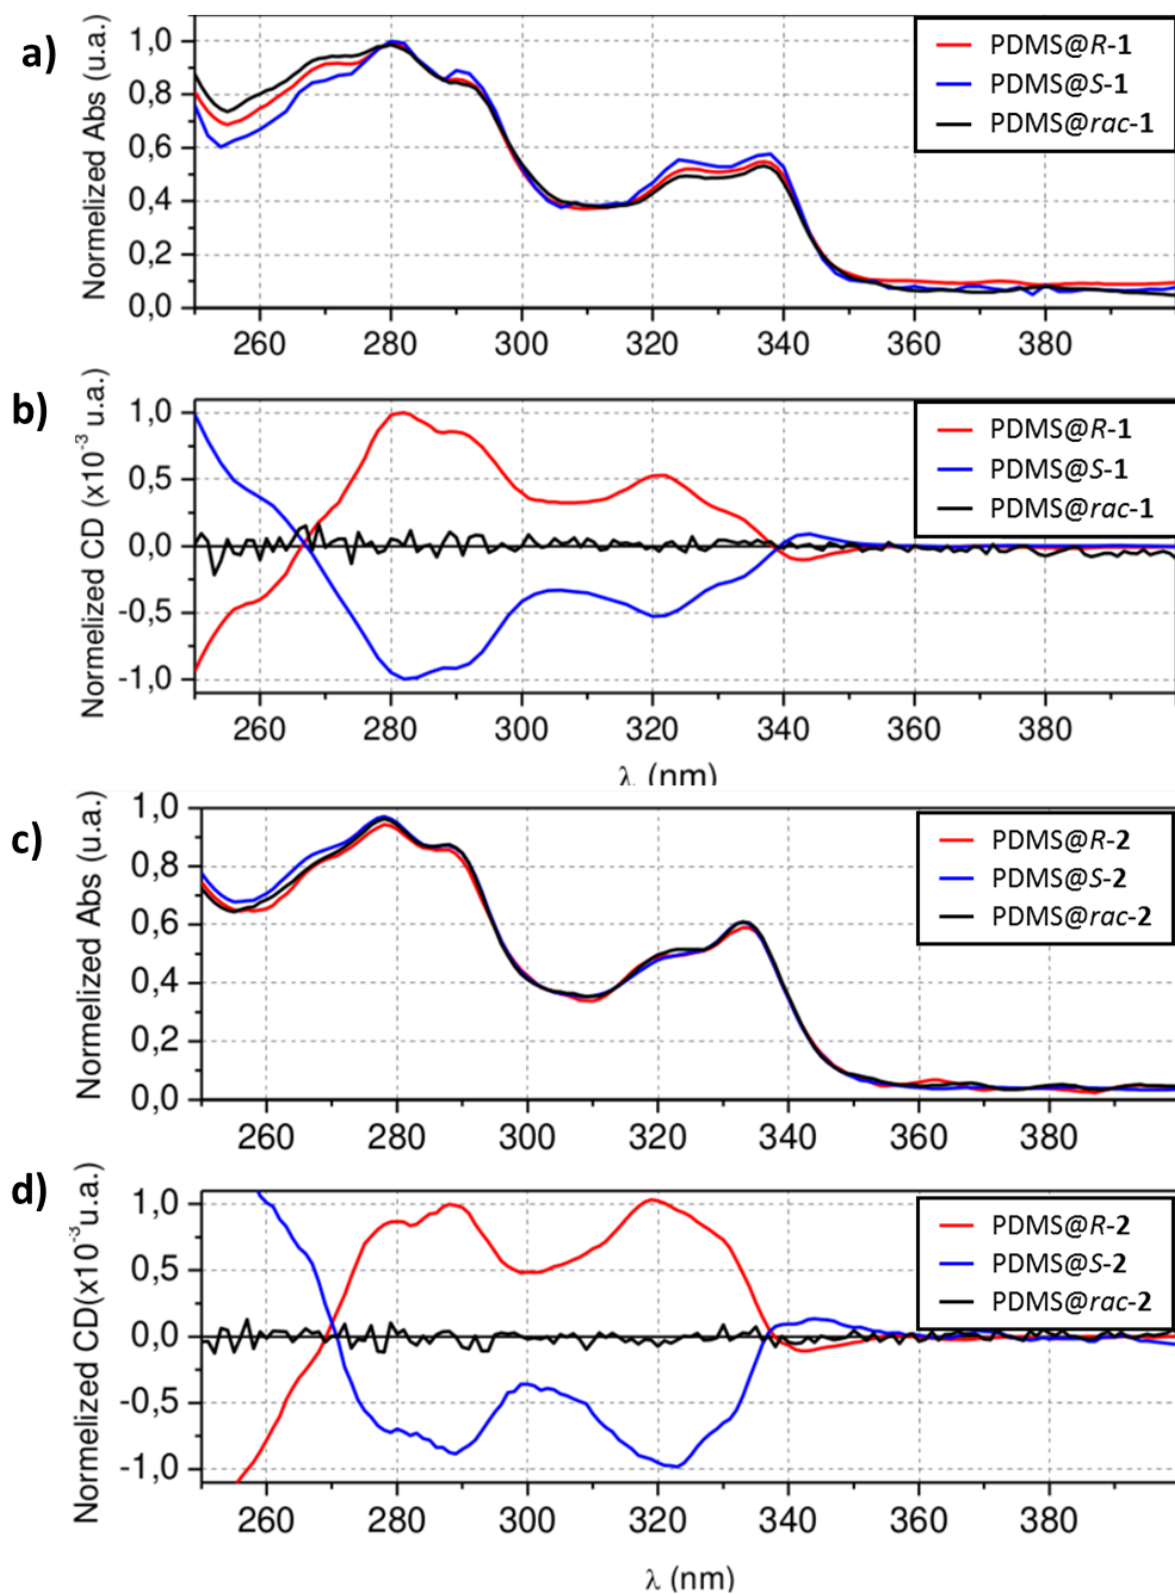 a)
Normelized Abs (u.a.)
1,0
0,8
0,6
0,4
0,2
0,0
PDMS@R-1
PDMS@S-1
PDMS@rac-1
260 280 300 320 340 360 380
b)
Normelized CD (x10⁻³ u.a.)
1,0
0,5
0,0
-0,5
-1,0
PDMS@R-1
PDMS@S-1
PDMS@rac-1
260 280 300 320 340 360 380
λ (nm)
c)
Normelized Abs (u.a.)
1,0
0,8
0,6
0,4
0,2
0,0
PDMS@R-2
PDMS@S-2
PDMS@rac-2
260 280 300 320 340 360 380
d)
Normelized CD(x10⁻³u.a.)
1,0
0,5
0,0
-0,5
-1,0
PDMS@R-2
PDMS@S-2
PDMS@rac-2
260 280 300 320 340 360 380
λ (nm)